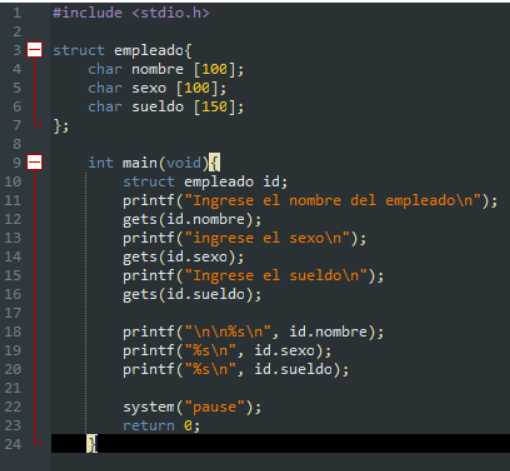 1 #include <stdio.h>
2
3 struct empleado{
4 char nombre [100];
5 char sexo [100];
6 char sueldo [150];
7 };
8
9 int main(void){
10 struct empleado id;
11 printf("Ingrese el nombre del empleado\n");
12 gets(id.nombre);
13 printf("ingrese el sexo\n");
14 gets(id.sexo);
15 printf("Ingrese el sueldo\n");
16 gets(id.sueldo);
17
18 printf("\n\n%s\n", id.nombre);
19 printf("%s\n", id.sexo);
20 printf("%s\n", id.sueldo);
21
22 system("pause");
23 return 0;
24 }